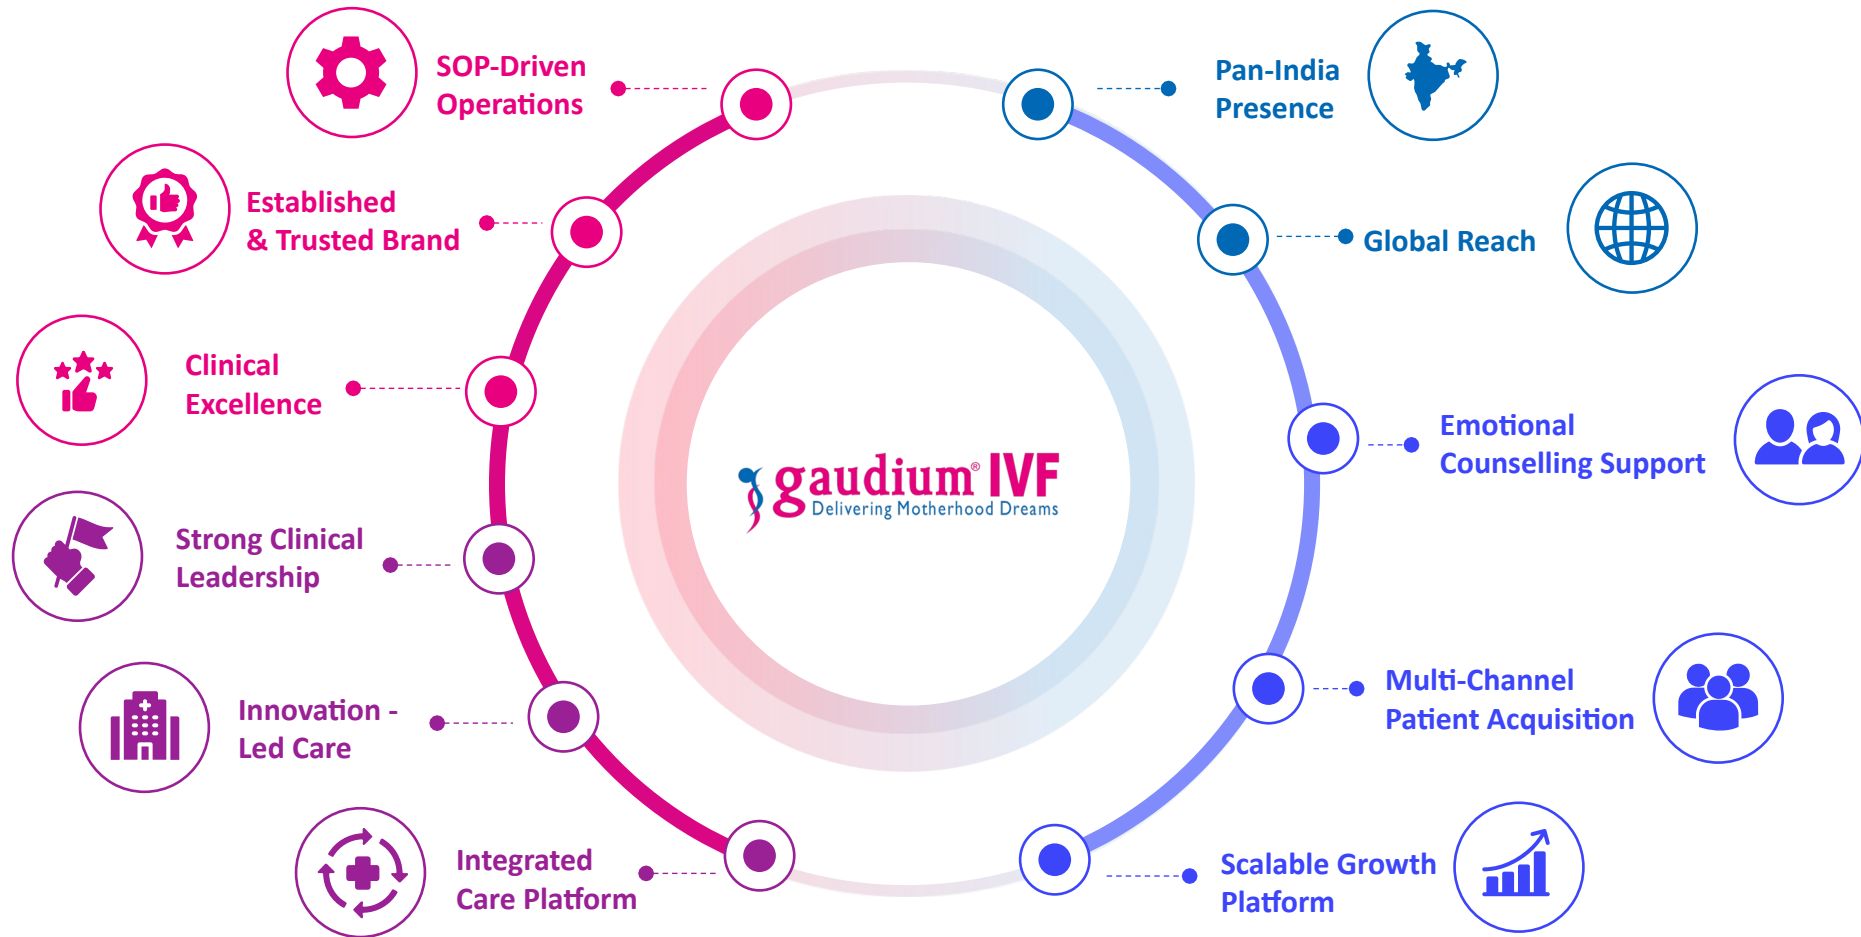 SOP-Driven
Operations
Established
& Trusted Brand
Clinical
Excellence
Strong Clinical
Leadership
Innovation -
Led Care
Integrated
Care Platform
gaudium® IVF
Delivering Motherhood Dreams
Pan-India
Presence
Global Reach
Emotional
Counselling Support
Multi-Channel
Patient Acquisition
Scalable Growth
Platform